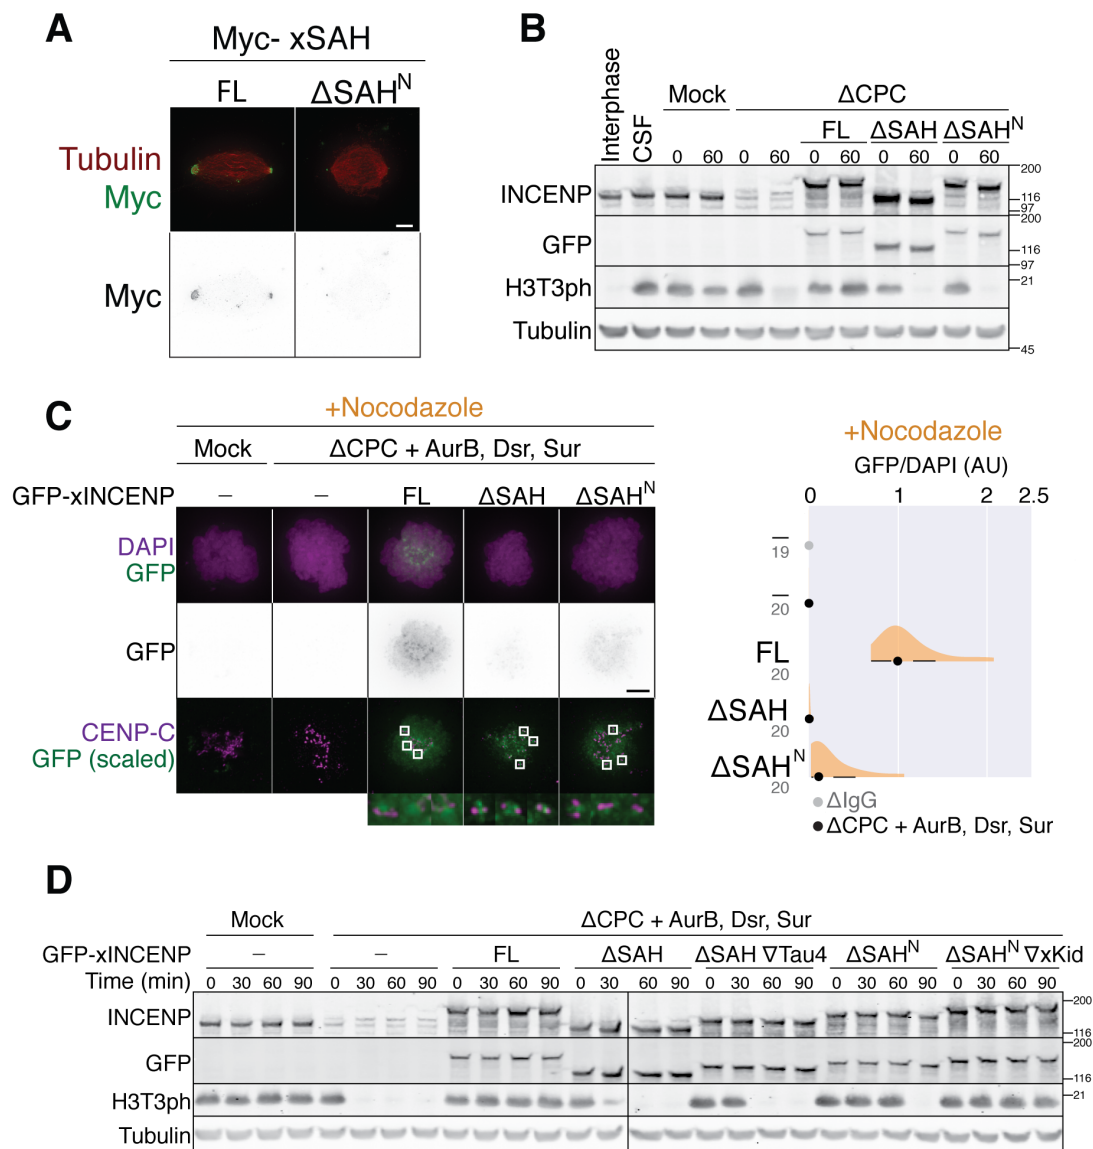 A
Myc- xSAH
FL ΔSAHN
Tubulin
Myc
Myc
B
Interphase
CSF
Mock ΔCPC
FL ΔSAH ΔSAHN
0 60 0 60 0 60 0 60 0 60
INCENP
200
116
97
GFP
200
116
97
H3T3ph
21
Tubulin
45
C
+Nocodazole
Mock ΔCPC + AurB, Dsr, Sur
GFP-xINCENP – – FL ΔSAH ΔSAHN
DAPI
GFP
GFP
CENP-C
GFP (scaled)
+Nocodazole
GFP/DAPI (AU)
0 1 2 2.5
–
19
–
20
FL
20
ΔSAH
20
ΔSAHN
20
ΔIgG
ΔCPC + AurB, Dsr, Sur
D
Mock ΔCPC + AurB, Dsr, Sur
GFP-xINCENP – – FL ΔSAH ΔSAH ∇Tau4 ΔSAHN ΔSAHN ∇xKid
Time (min) 0 30 60 90 0 30 60 90 0 30 60 90 0 30 60 90 0 30 60 90 0 30 60 90 0 30 60 90
INCENP
200
116
GFP
200
116
H3T3ph
21
Tubulin